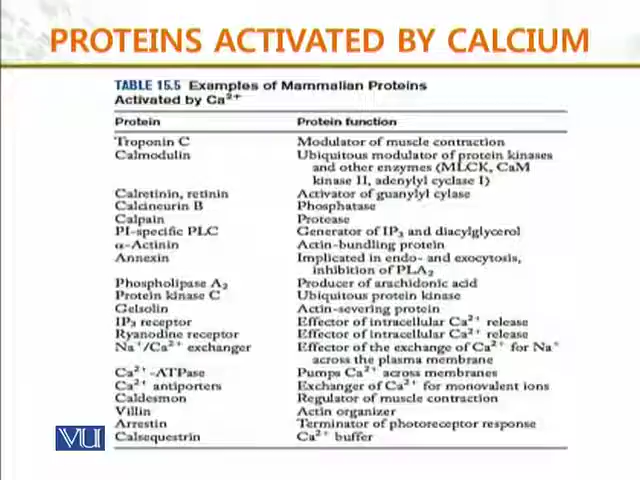 PROTEINS ACTIVATED BY CALCIUM
TABLE 15.5 Examples of Mammalian Proteins
Activated by Ca²⁺
Protein Protein function
Troponin C Modulator of muscle contraction
Calmodulin Ubiquitous modulator of protein kinases
and other enzymes (MLCK, CaM
kinase II, adenylyl cyclase I)
Calretinin, retinin Activator of guanylyl cylase
Calcineurin B Phosphatase
Calpain Protease
PI-specific PLC Generator of IP₃ and diacylglycerol
α-Actinin Actin-bundling protein
Annexin Implicated in endo- and exocytosis,
inhibition of PLA₂
Phospholipase A₂ Producer of arachidonic acid
Protein kinase C Ubiquitous protein kinase
Gelsolin Actin-severing protein
IP₃ receptor Effector of intracellular Ca²⁺ release
Ryanodine receptor Effector of intracellular Ca²⁺ release
Na⁺/Ca²⁺ exchanger Effector of the exchange of Ca²⁺ for Na⁺
across the plasma membrane
Ca²⁺-ATPase Pumps Ca²⁺ across membranes
Ca²⁺ antiporters Exchanger of Ca²⁺ for monovalent ions
Caldesmon Regulator of muscle contraction
Villin Actin organizer
Arrestin Terminator of photoreceptor response
Calsequestrin Ca²⁺ buffer
VU